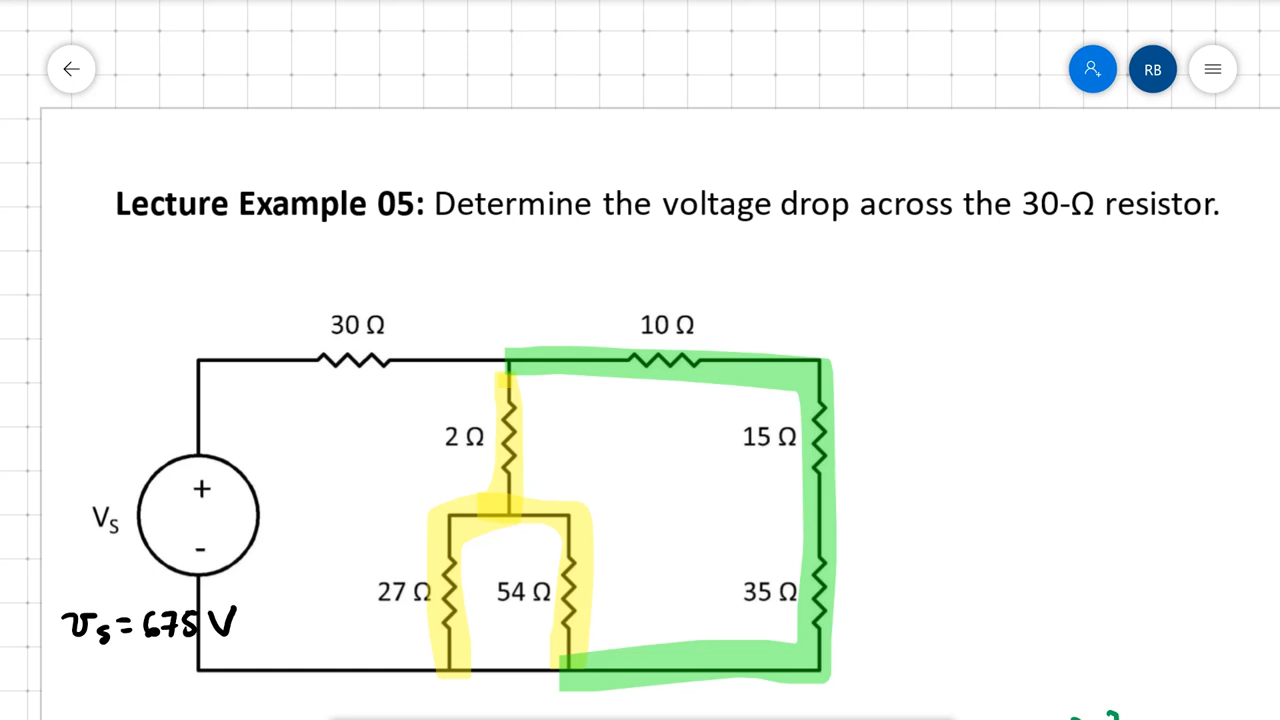 RB
Lecture Example 05: Determine the voltage drop across the 30-Ω resistor.
30 Ω
10 Ω
2 Ω
15 Ω
+
Vs
-
27 Ω
54 Ω
35 Ω
vs = 675 V